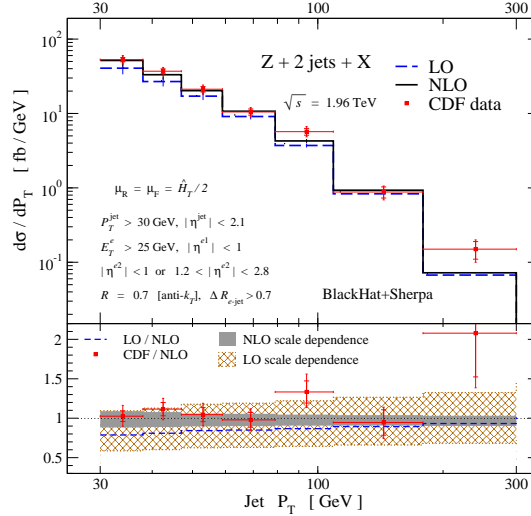 30 100 300
10^2
10^1
10^0
10^-1
dσ / dP_T [ fb / GeV ]
Z + 2 jets + X
LO
NLO
CDF data
√s = 1.96 TeV
μ_R = μ_F = Ĥ_T / 2
P_T^jet > 30 GeV, | η^jet | < 2.1
E_T^e > 25 GeV, | η^e1 | < 1
| η^e2 | < 1 or 1.2 < | η^e2 | < 2.8
R = 0.7 [anti-k_T], Δ R_e-jet > 0.7
BlackHat+Sherpa
LO / NLO
CDF / NLO
NLO scale dependence
LO scale dependence
2
1.5
1
0.5
30 100 300
Jet P_T [ GeV ]